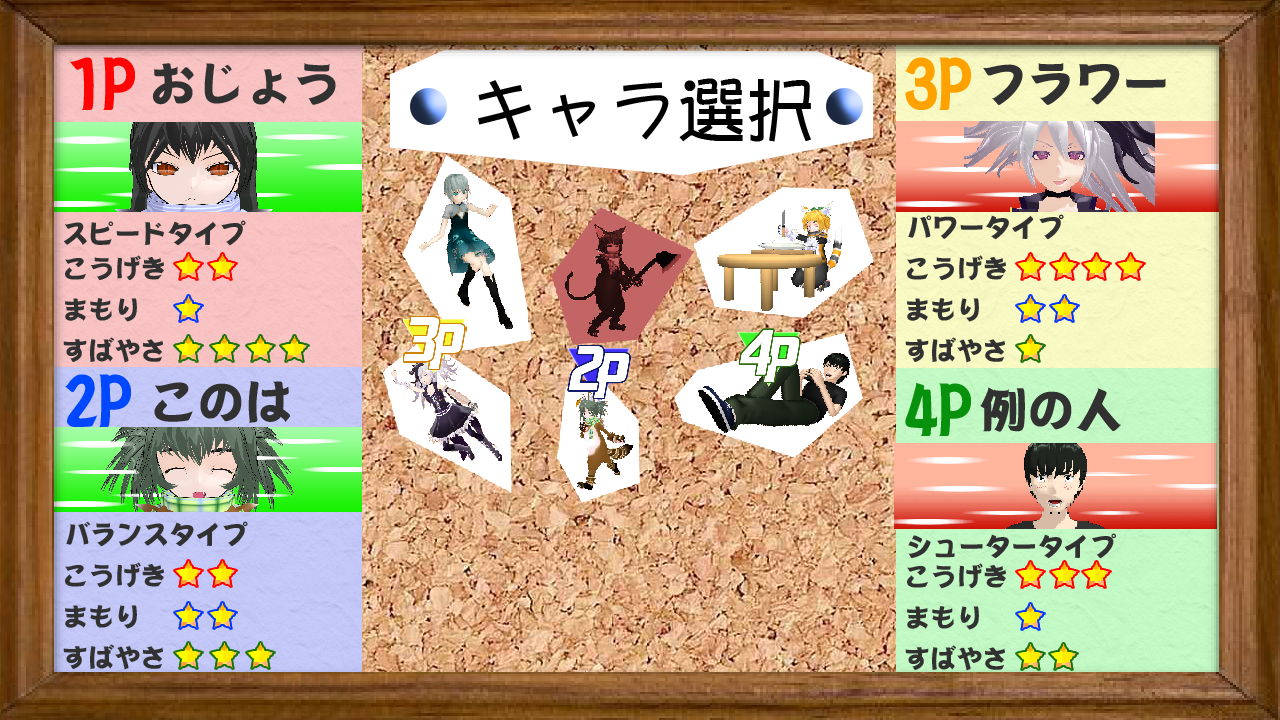 キャラ選択
1P おじょう
スピードタイプ
こうげき
まもり
すばやさ
2P このは
バランスタイプ
こうげき
まもり
すばやさ
3P フラワー
パワータイプ
こうげき
まもり
すばやさ
4P 例の人
シュータータイプ
こうげき
まもり
すばやさ
3P
2P
4P